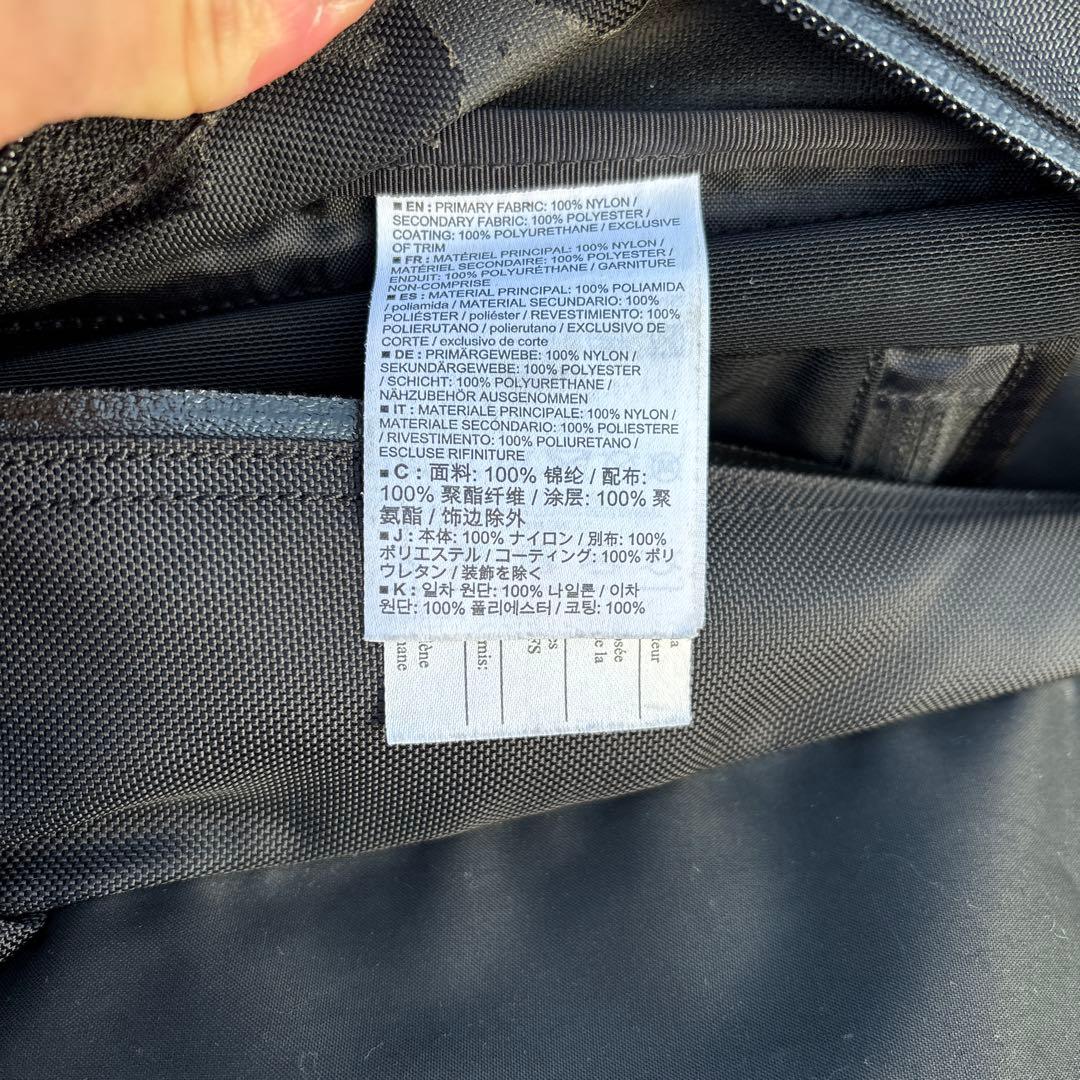 ■ EN : PRIMARY FABRIC: 100% NYLON /
SECONDARY FABRIC: 100% POLYESTER /
COATING: 100% POLYURETHANE / EXCLUSIVE
OF TRIM
■ FR : MATÉRIEL PRINCIPAL: 100% NYLON /
MATÉRIEL SECONDAIRE: 100% POLYESTER /
ENDUIT: 100% POLYURÉTHANE / GARNITURE
NON-COMPRISE
■ ES : MATERIAL PRINCIPAL: 100% POLIAMIDA
/ poliamida / MATERIAL SECUNDARIO: 100%
POLIÉSTER / poliéster / REVESTIMIENTO: 100%
POLIERUTANO / polierutano / EXCLUSIVO DE
CORTE / exclusivo de corte
■ DE : PRIMÄRGEWEBE: 100% NYLON /
SEKUNDÄRGEWEBE: 100% POLYESTER
/ SCHICHT: 100% POLYURETHANE /
NÄHZUBEHÖR AUSGENOMMEN
■ IT : MATERIALE PRINCIPALE: 100% NYLON /
MATERIALE SECONDARIO: 100% POLIESTERE
/ RIVESTIMENTO: 100% POLIURETANO /
ESCLUSE RIFINITURE
■ C : 面料: 100% 锦纶 / 配布:
100% 聚酯纤维 / 涂层: 100% 聚
氨酯 / 饰边除外
■ J : 本体: 100% ナイロン / 別布: 100%
ポリエステル / コーティング: 100% ポリ
ウレタン / 装飾を除く
■ K : 일차 원단: 100% 나일론 / 이차
원단: 100% 폴리에스터 / 코팅: 100%